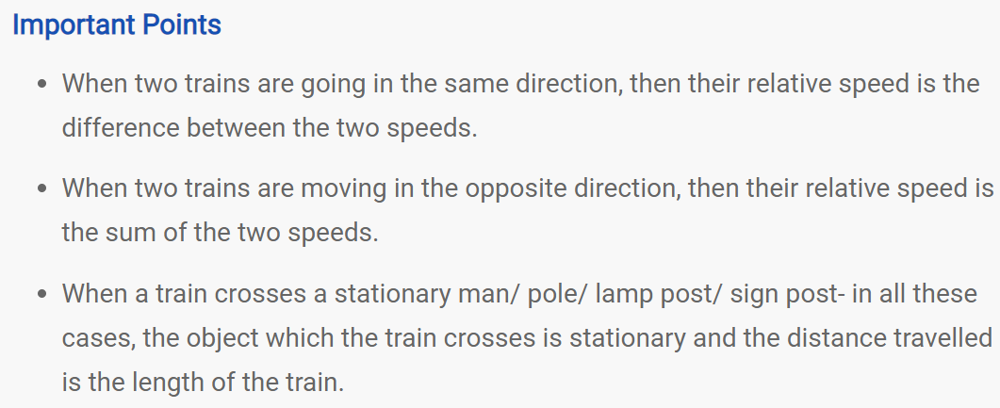 Important Points
• When two trains are going in the same direction, then their relative speed is the
difference between the two speeds.
• When two trains are moving in the opposite direction, then their relative speed is
the sum of the two speeds.
• When a train crosses a stationary man/ pole/ lamp post/ sign post- in all these
cases, the object which the train crosses is stationary and the distance travelled
is the length of the train.